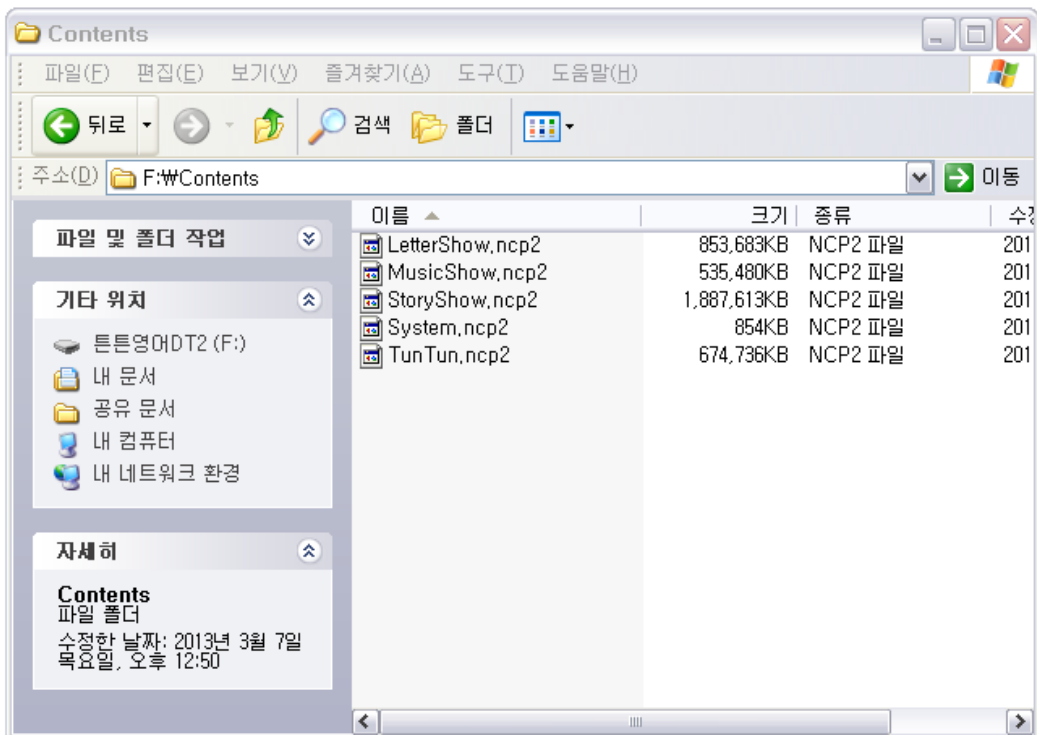 Contents
파일(F) 편집(E) 보기(V) 즐겨찾기(A) 도구(T) 도움말(H)
뒤로 검색 폴더
주소(D) F:₩Contents 이동
파일 및 폴더 작업
기타 위치
튼튼영어DT2 (F:)
내 문서
공유 문서
내 컴퓨터
내 네트워크 환경
자세히
Contents
파일 폴더
수정한 날짜: 2013년 3월 7일
목요일, 오후 12:50
이름 크기 종류
LetterShow.ncp2 853,683KB NCP2 파일 201
MusicShow.ncp2 535,480KB NCP2 파일 201
StoryShow.ncp2 1,887,613KB NCP2 파일 201
System.ncp2 854KB NCP2 파일 201
TunTun.ncp2 674,736KB NCP2 파일 201